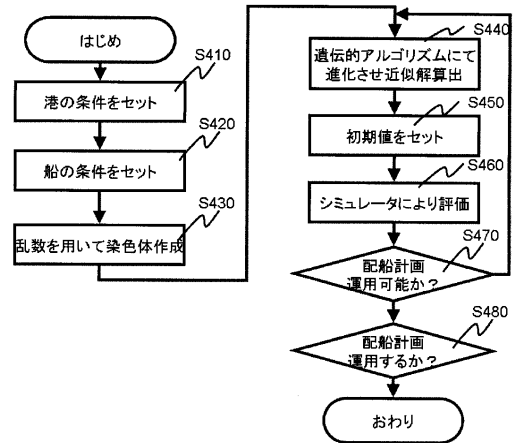 はじめ
S410
港の条件をセット
S420
船の条件をセット
S430
乱数を用いて染色体作成
S440
遺伝的アルゴリズムにて
進化させ近似解算出
S450
初期値をセット
S460
シミュレータにより評価
S470
配船計画
運用可能か?
S480
配船計画
運用するか?
おわり